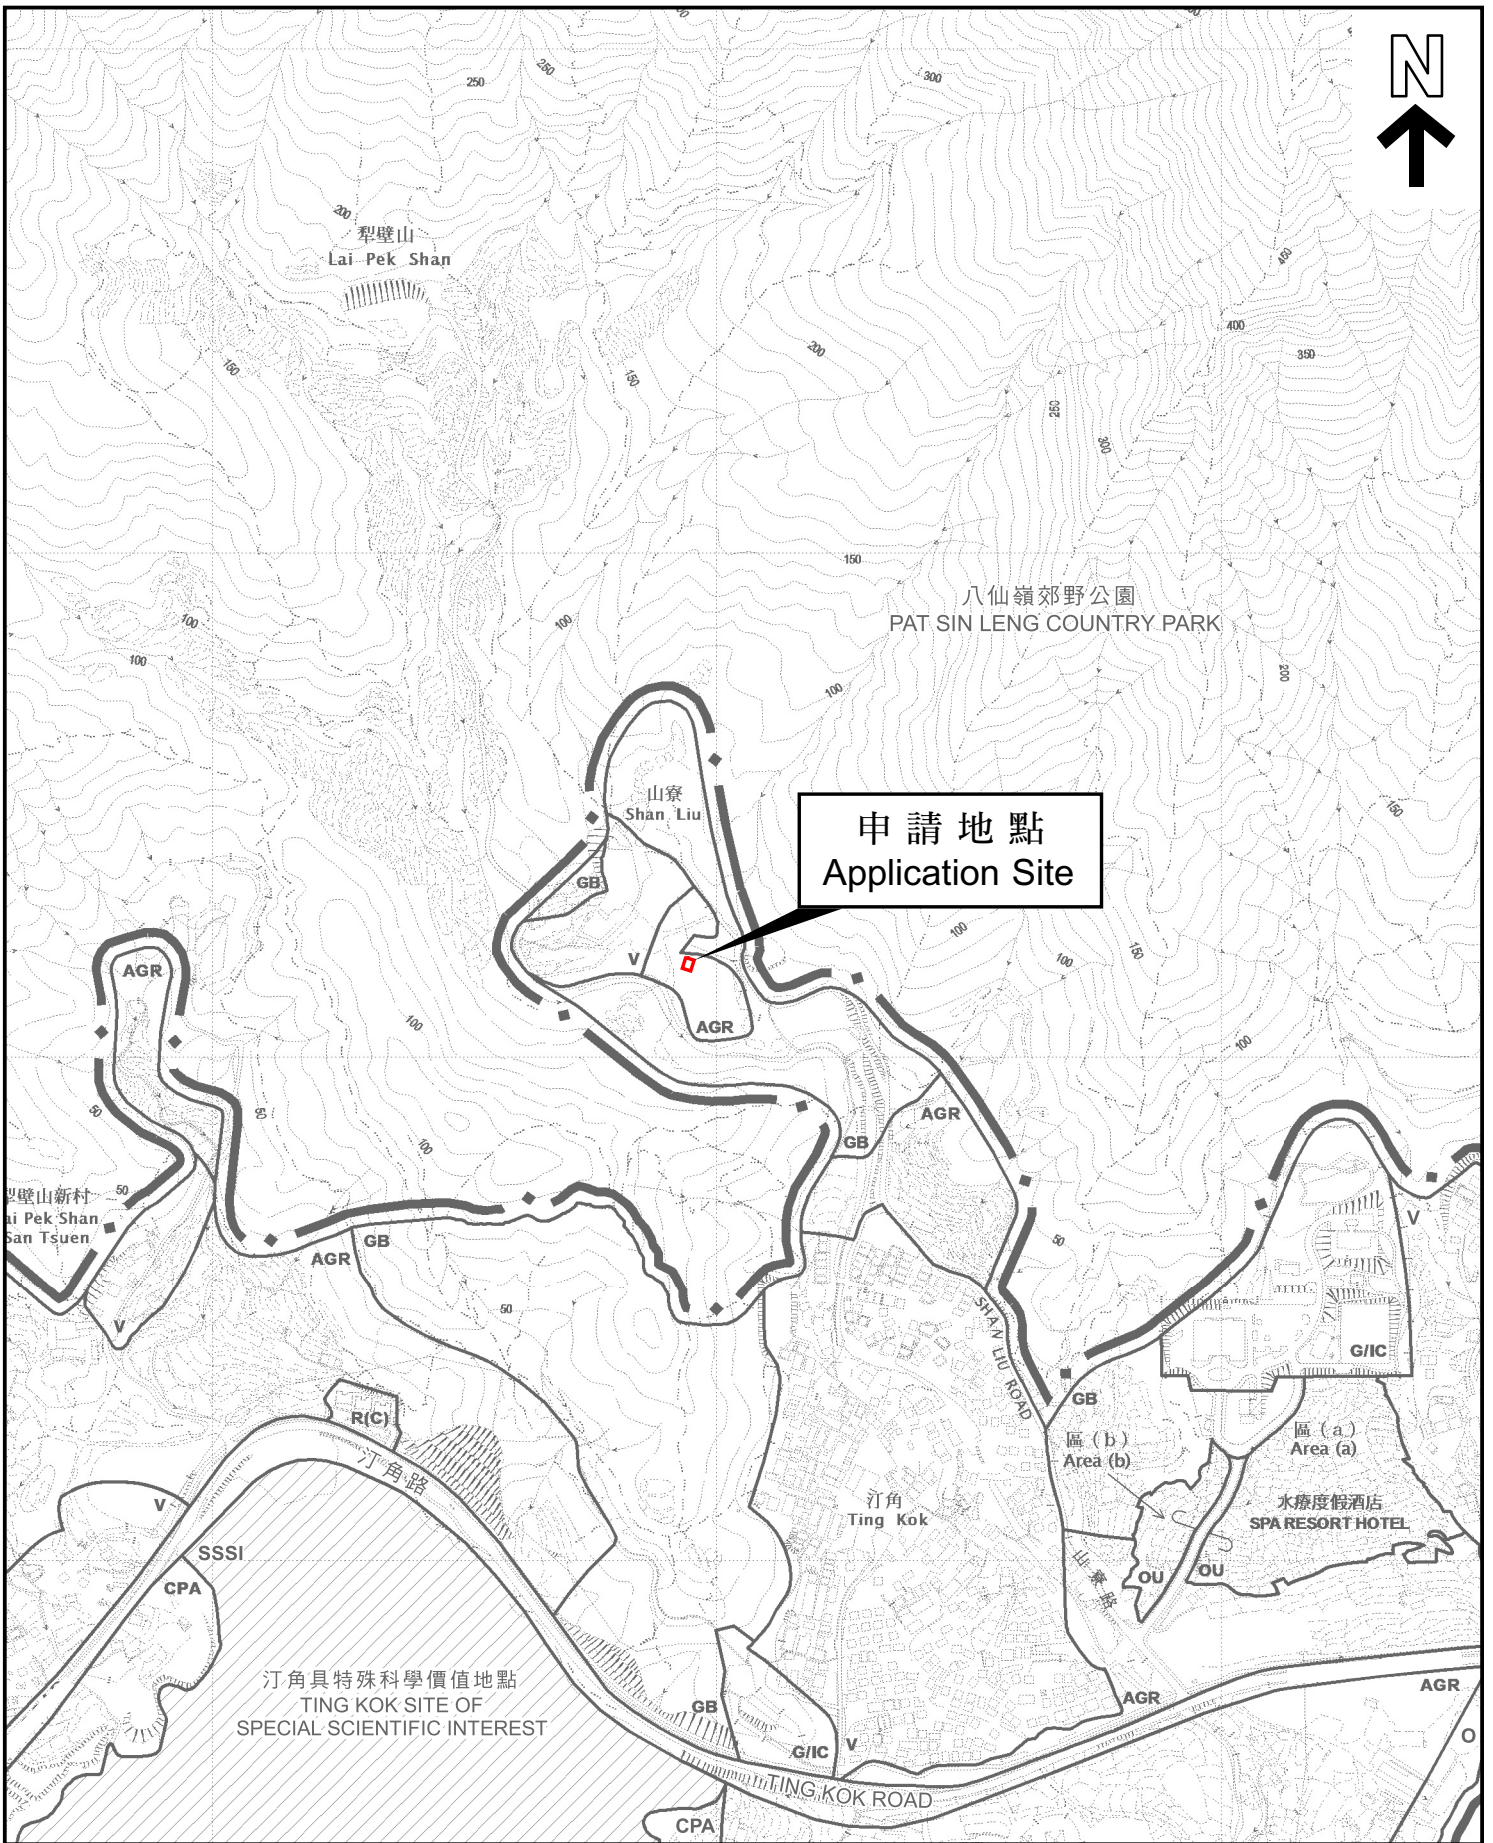 N
250
250
300
200
犁壁山
Lai Pek Shan
450
400
350
200
150
150
250
300
150
八仙嶺郊野公園
PAT SIN LENG COUNTRY PARK
100
100
100
200
100
山寮
Shan Liu
150
申請地點
Application Site
GB
100
150
100
V
AGR
100
AGR
100
50
50
AGR
100
GB
犁壁山新村
ai Pek Shan
San Tsuen
50
V
50
GB
AGR
50
V
SHAN LIU ROAD
G/IC
GB
R(C)
區（a）
Area (a)
區（b）
Area (b)
汀角路
汀角
Ting Kok
水療度假酒店
SPA RESORT HOTEL
V
SSSI
CPA
山寮路
OU
OU
汀角具特殊科學價值地點
TING KOK SITE OF
SPECIAL SCIENTIFIC INTEREST
AGR
AGR
GB
O
G/IC
V
TING KOK ROAD
CPA